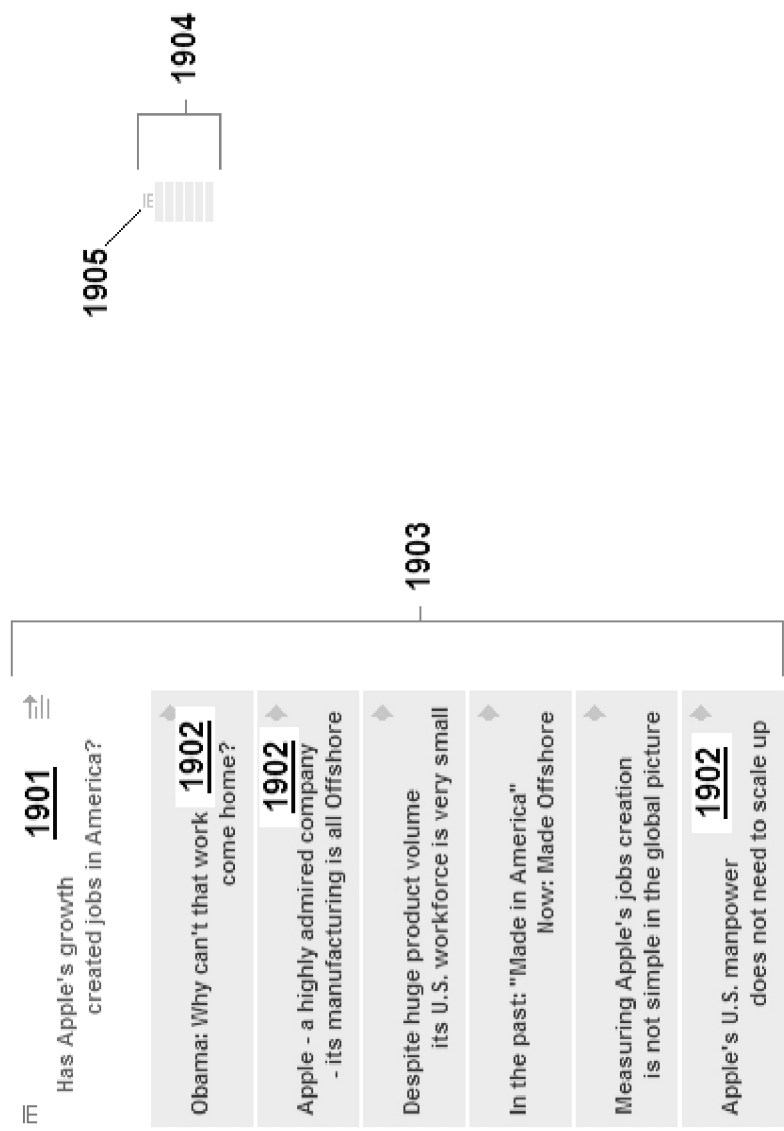 1901
Has Apple's growth
created jobs in America?
Obama: Why can't that work
1902
come home?
1902
Apple - a highly admired company
- its manufacturing is all Offshore
Despite huge product volume
its U.S. workforce is very small
In the past: "Made in America"
Now: Made Offshore
Measuring Apple's jobs creation
is not simple in the global picture
1902
Apple's U.S. manpower
does not need to scale up
1903
1905
1904